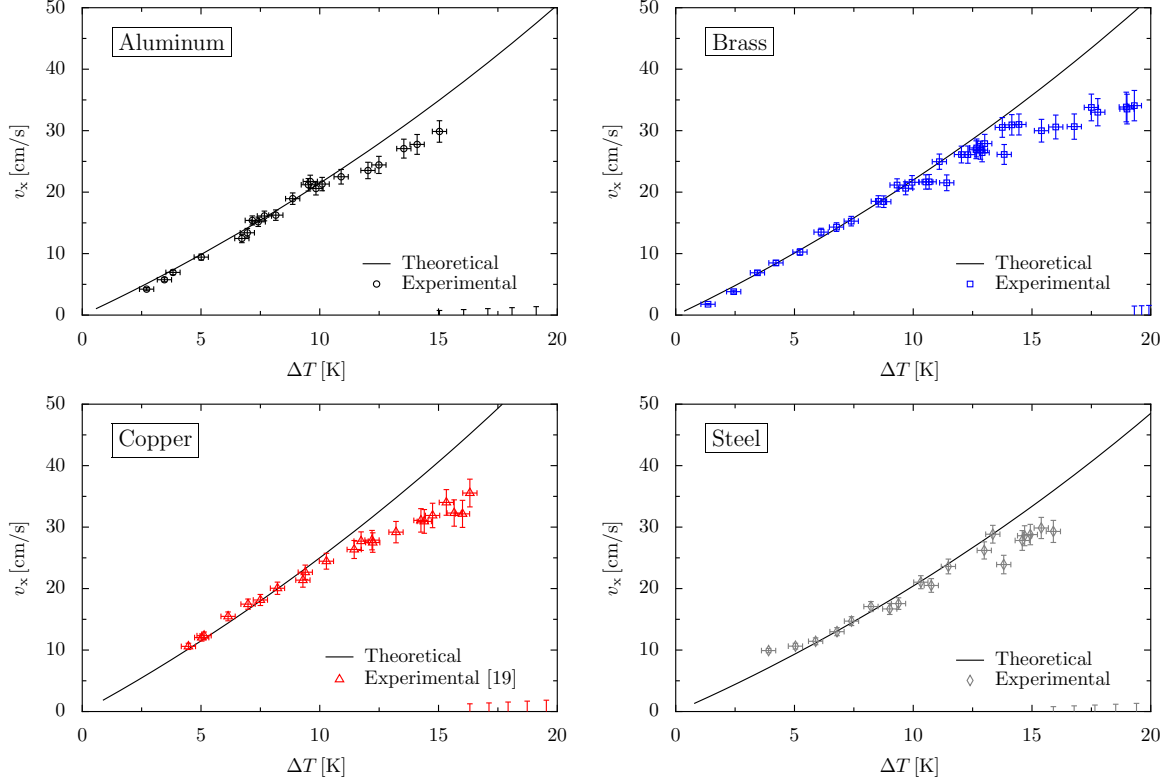 Aluminum
v_x [cm/s]
50
40
30
20
10
0
Theoretical
Experimental
0 5 10 15 20
ΔT [K]
Brass
v_x [cm/s]
50
40
30
20
10
0
Theoretical
Experimental
0 5 10 15 20
ΔT [K]
Copper
v_x [cm/s]
50
40
30
20
10
0
Theoretical
Experimental [19]
0 5 10 15 20
ΔT [K]
Steel
v_x [cm/s]
50
40
30
20
10
0
Theoretical
Experimental
0 5 10 15 20
ΔT [K]